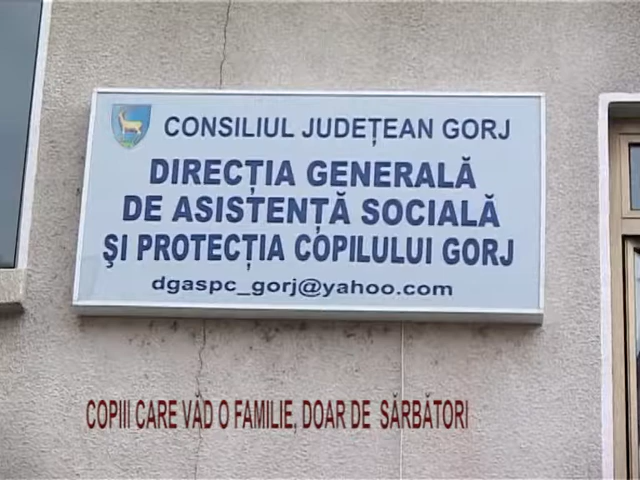 CONSILIUL JUDEȚEAN GORJ
DIRECȚIA GENERALĂ
DE ASISTENȚĂ SOCIALĂ
ȘI PROTECȚIA COPILULUI GORJ
dgaspc_gorj@yahoo.com
COPIII CARE VĂD O FAMILIE, DOAR DE SĂRBĂTORI